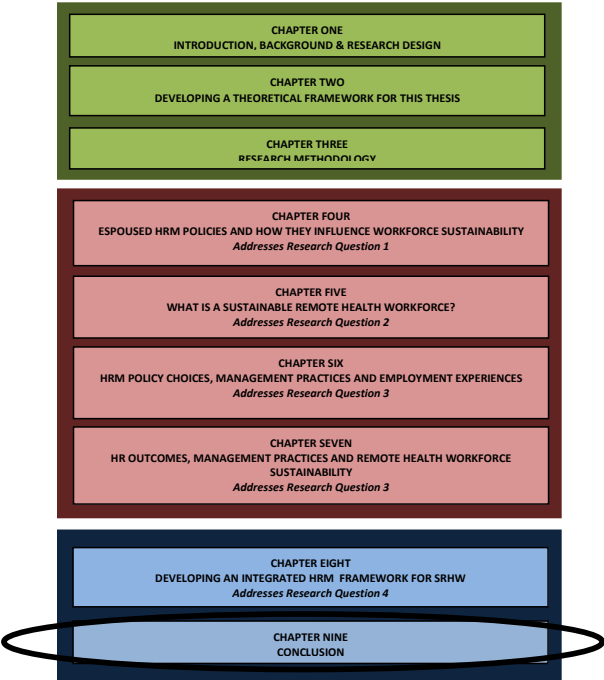 CHAPTER ONE
INTRODUCTION, BACKGROUND & RESEARCH DESIGN
CHAPTER TWO
DEVELOPING A THEORETICAL FRAMEWORK FOR THIS THESIS
CHAPTER THREE
RESEARCH METHODOLOGY
CHAPTER FOUR
ESPOUSED HRM POLICIES AND HOW THEY INFLUENCE WORKFORCE SUSTAINABILITY
Addresses Research Question 1
CHAPTER FIVE
WHAT IS A SUSTAINABLE REMOTE HEALTH WORKFORCE?
Addresses Research Question 2
CHAPTER SIX
HRM POLICY CHOICES, MANAGEMENT PRACTICES AND EMPLOYMENT EXPERIENCES
Addresses Research Question 3
CHAPTER SEVEN
HR OUTCOMES, MANAGEMENT PRACTICES AND REMOTE HEALTH WORKFORCE
SUSTAINABILITY
Addresses Research Question 3
CHAPTER EIGHT
DEVELOPING AN INTEGRATED HRM FRAMEWORK FOR SRHW
Addresses Research Question 4
CHAPTER NINE
CONCLUSION